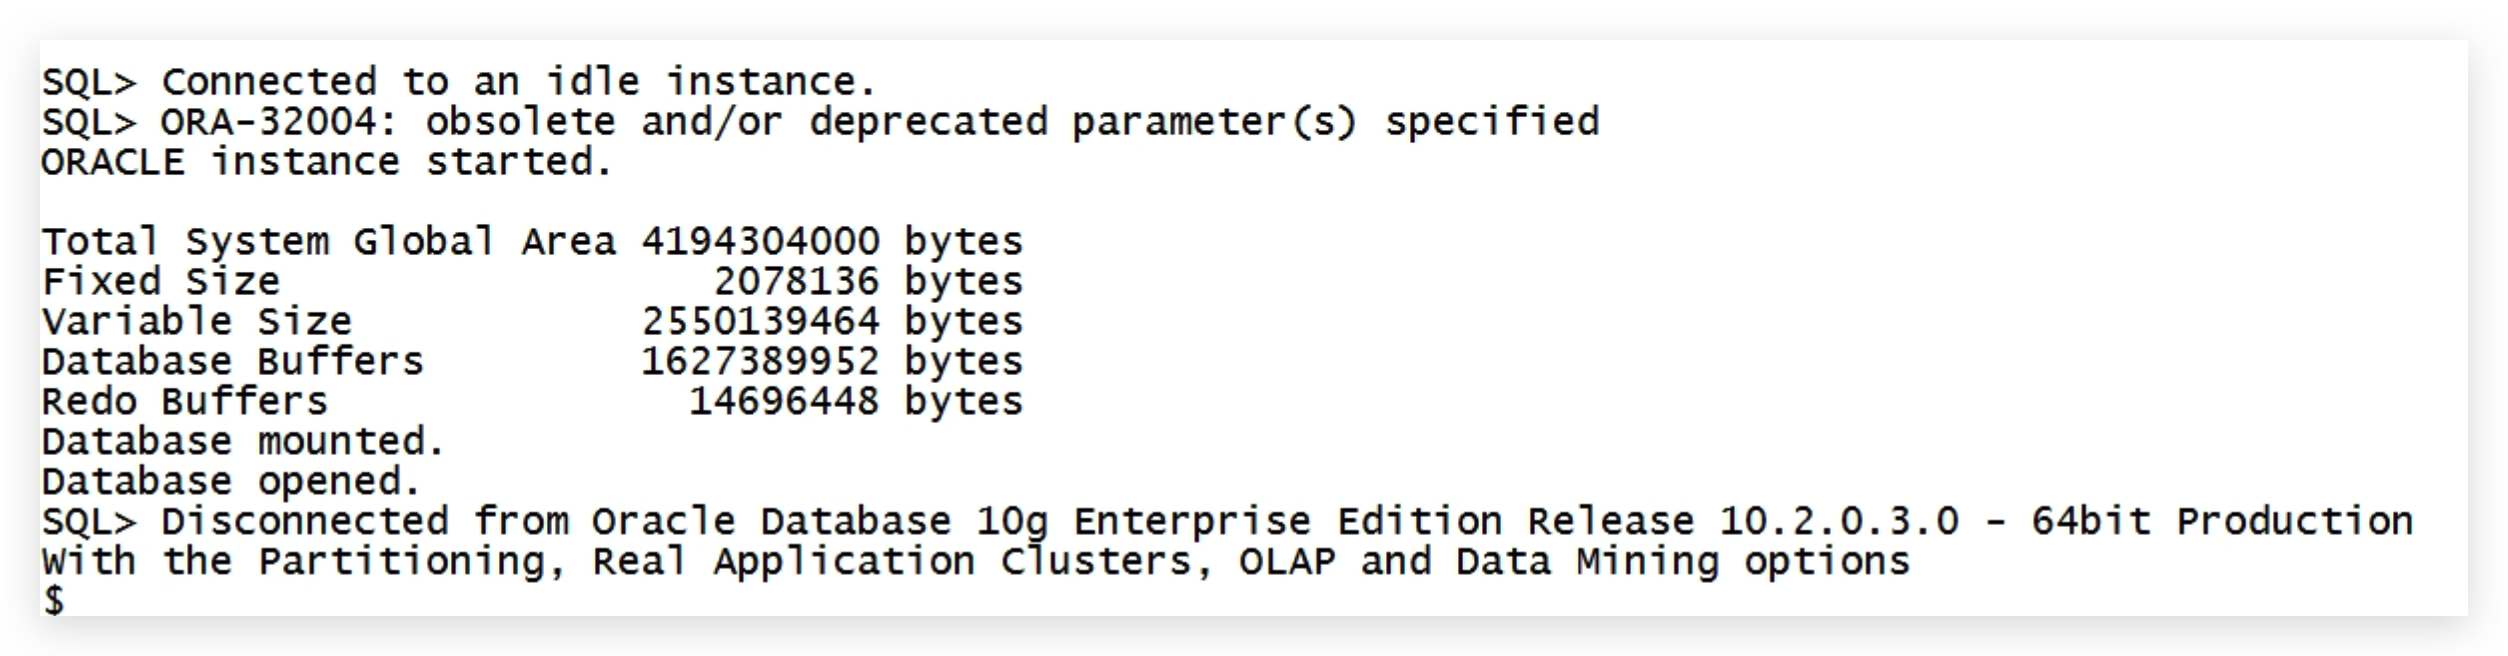 SQL> Connected to an idle instance.
SQL> ORA-32004: obsolete and/or deprecated parameter(s) specified
ORACLE instance started.

Total System Global Area 4194304000 bytes
Fixed Size                  2078136 bytes
Variable Size            2550139464 bytes
Database Buffers         1627389952 bytes
Redo Buffers               14696448 bytes
Database mounted.
Database opened.
SQL> Disconnected from Oracle Database 10g Enterprise Edition Release 10.2.0.3.0 - 64bit Production
With the Partitioning, Real Application Clusters, OLAP and Data Mining options
$